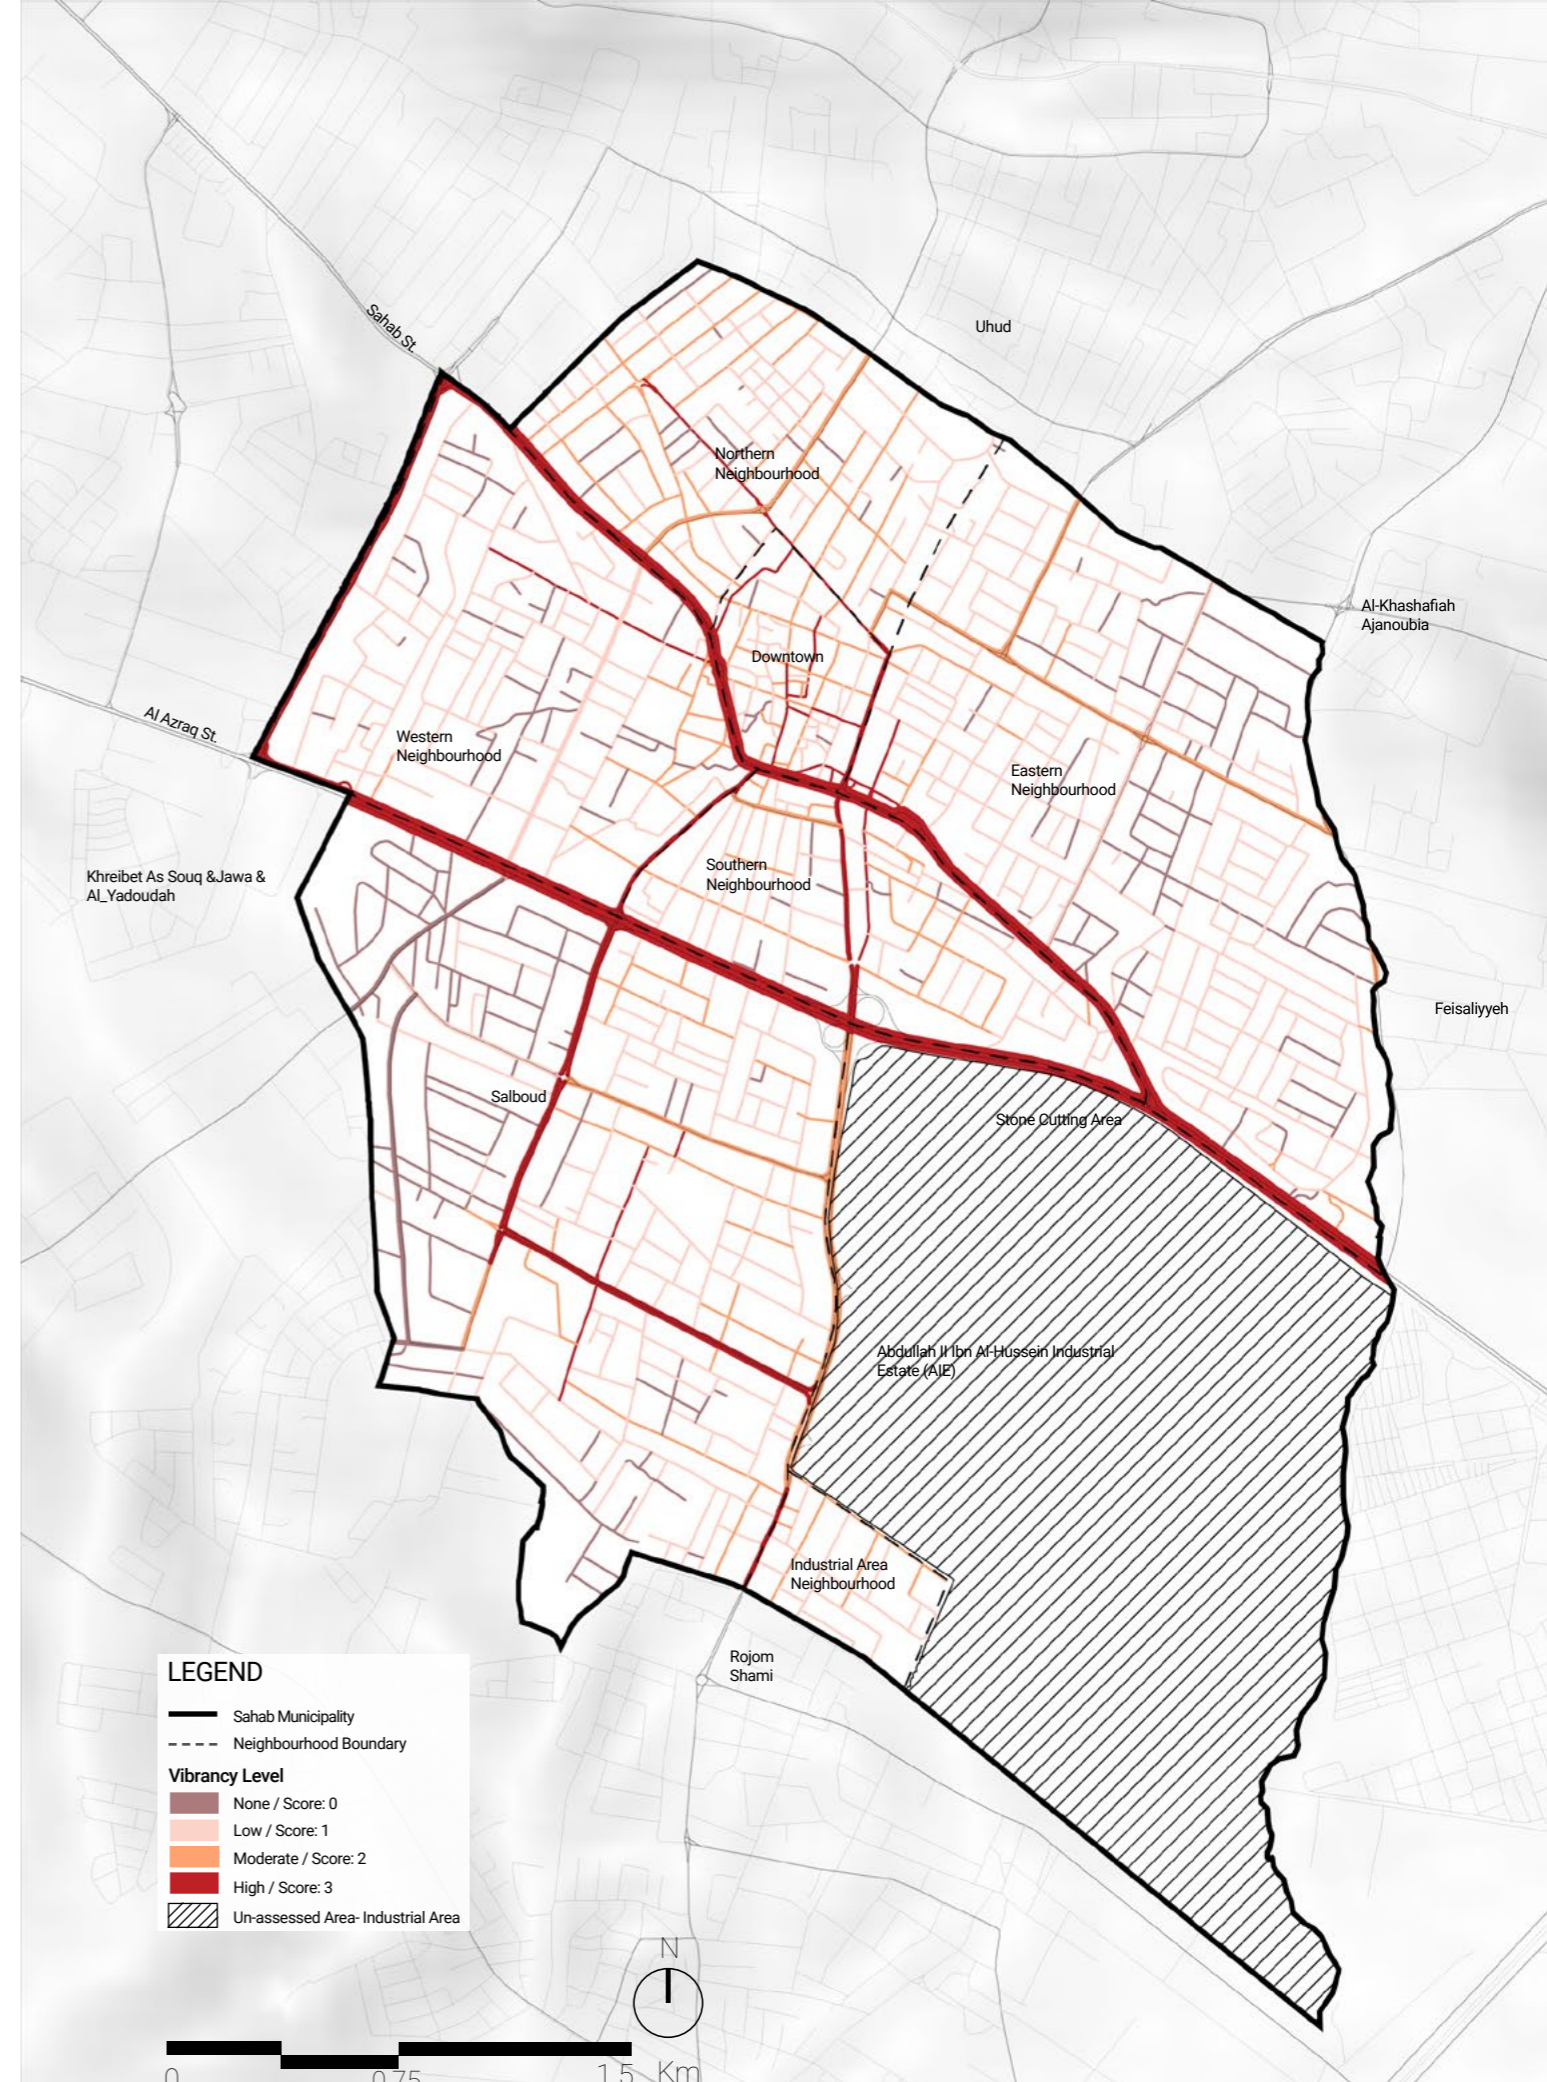 Sahab St.
Uhud
Northern
Neighbourhood
Al-Khashafiah
Ajanoubia
Downtown
Al Azraq St.
Western
Neighbourhood
Eastern
Neighbourhood
Khreibet As Souq &Jawa &
Al_Yadoudah
Southern
Neighbourhood
Feisaliyyeh
Salboud
Stone Cutting Area
Abdullah II Ibn Al-Hussein Industrial
Estate (AIE)
Industrial Area
Neighbourhood
Rojom
Shami
LEGEND
Sahab Municipality
Neighbourhood Boundary
Vibrancy Level
None / Score: 0
Low / Score: 1
Moderate / Score: 2
High / Score: 3
Un-assessed Area- Industrial Area
N
0 0.75 1.5 Km